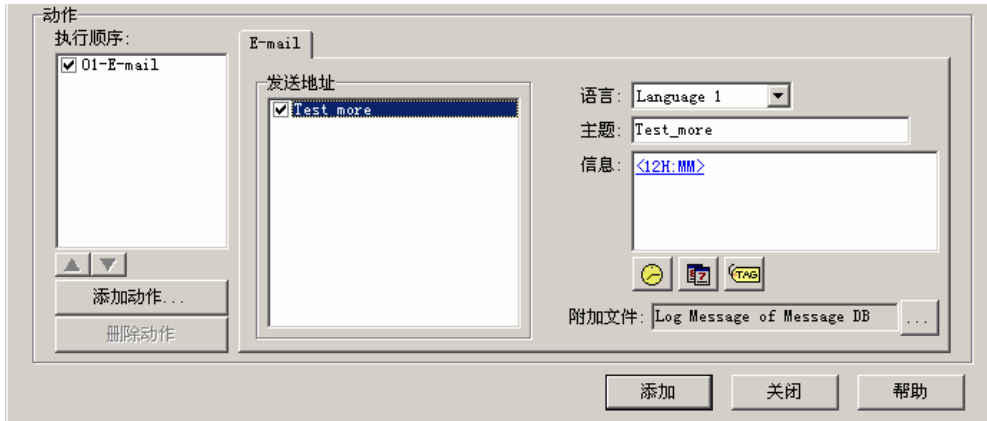 动作
执行顺序:
01-E-mail
添加动作...
删除动作
E-mail
发送地址
Test more
语言: Language 1
主题: Test_more
信息: <12H:MM>
TAG
附加文件: Log Message of Message DB ...
添加 关闭 帮助